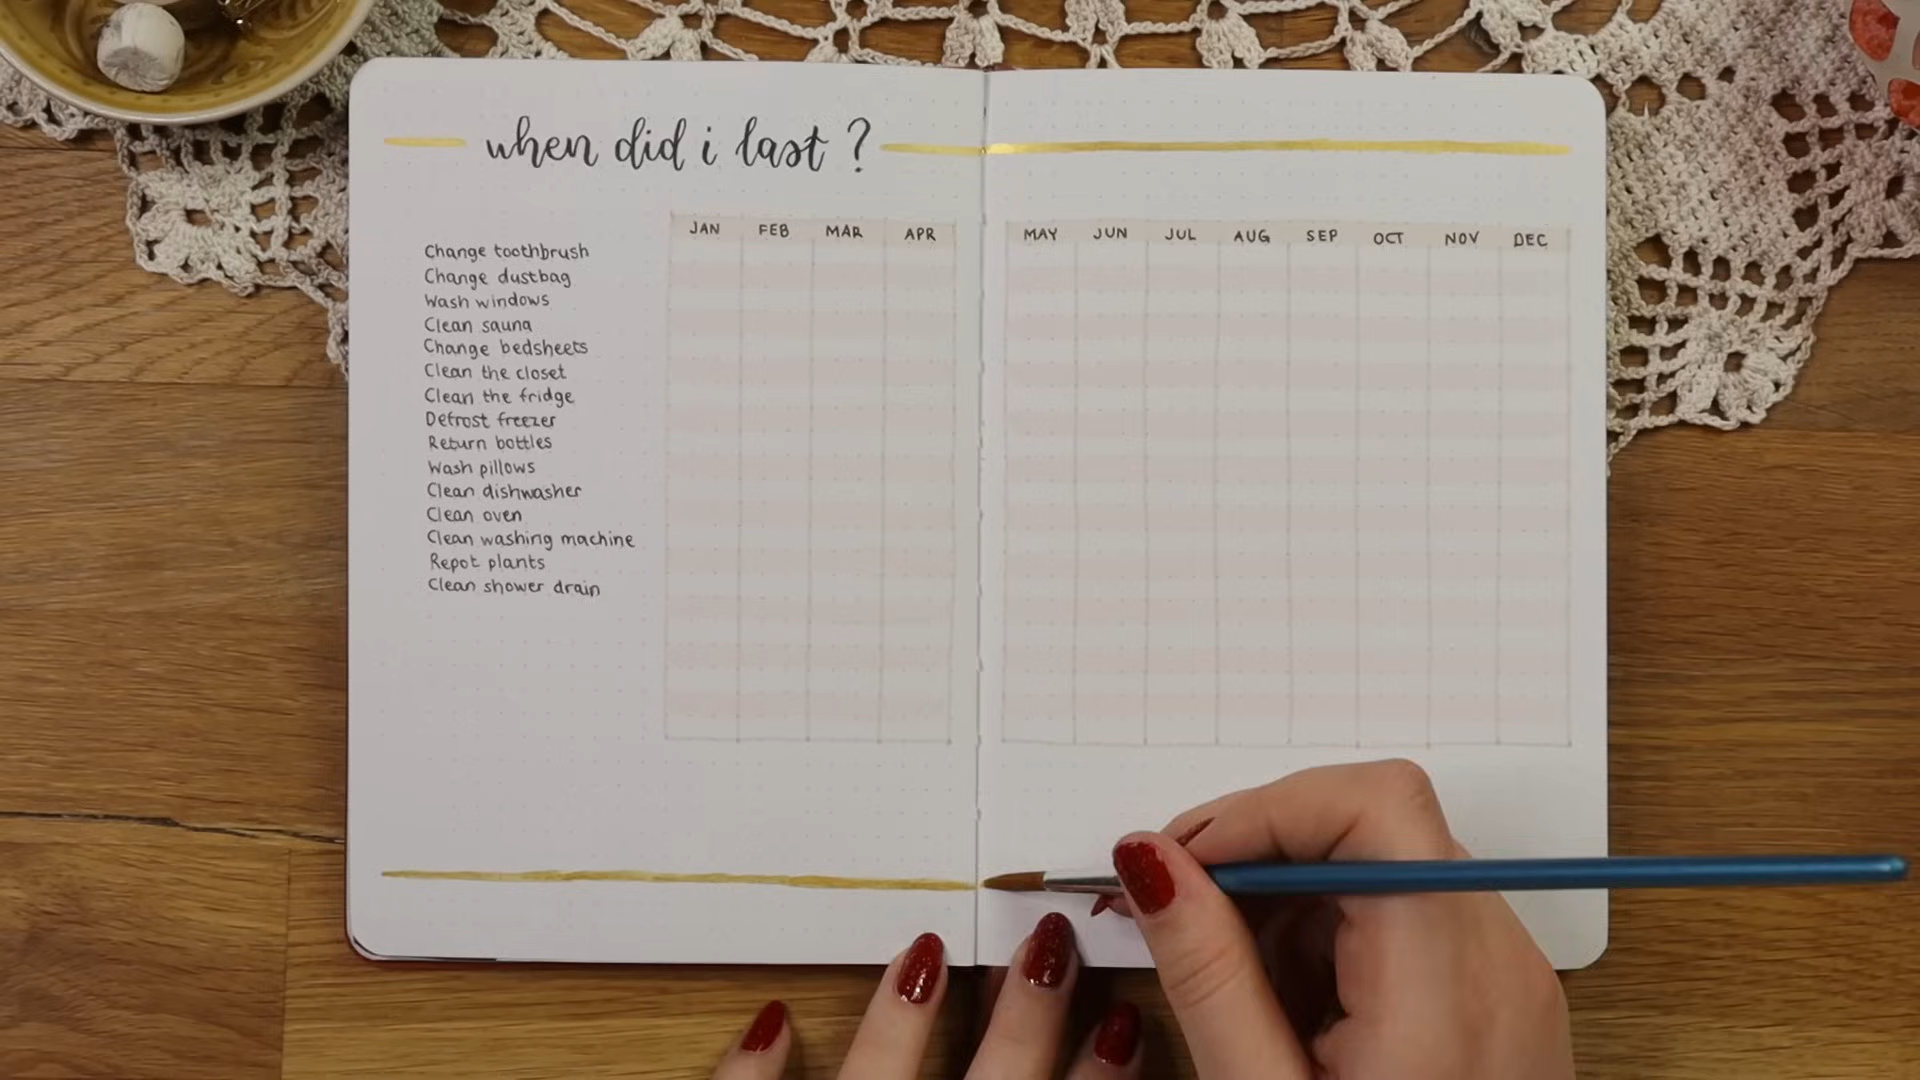 when did i last ?
JAN FEB MAR APR MAY JUN JUL AUG SEP OCT NOV DEC
Change toothbrush
Change dustbag
Wash windows
Clean sauna
Change bedsheets
Clean the closet
Clean the fridge
Defrost freezer
Return bottles
Wash pillows
Clean dishwasher
Clean oven
Clean washing machine
Repot plants
Clean shower drain